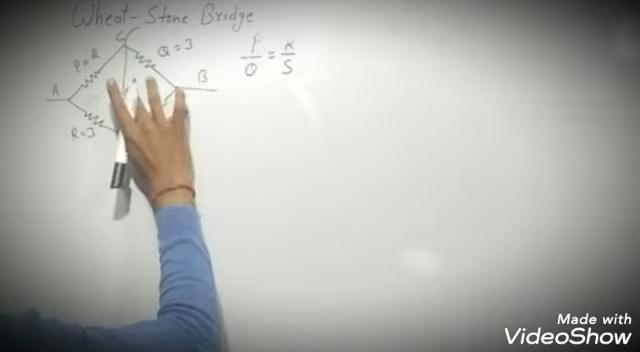 Wheat-Stone Bridge
C
P=R
Q=3
A
B
R=3
P/Q = R/S
Made with
VideoShow